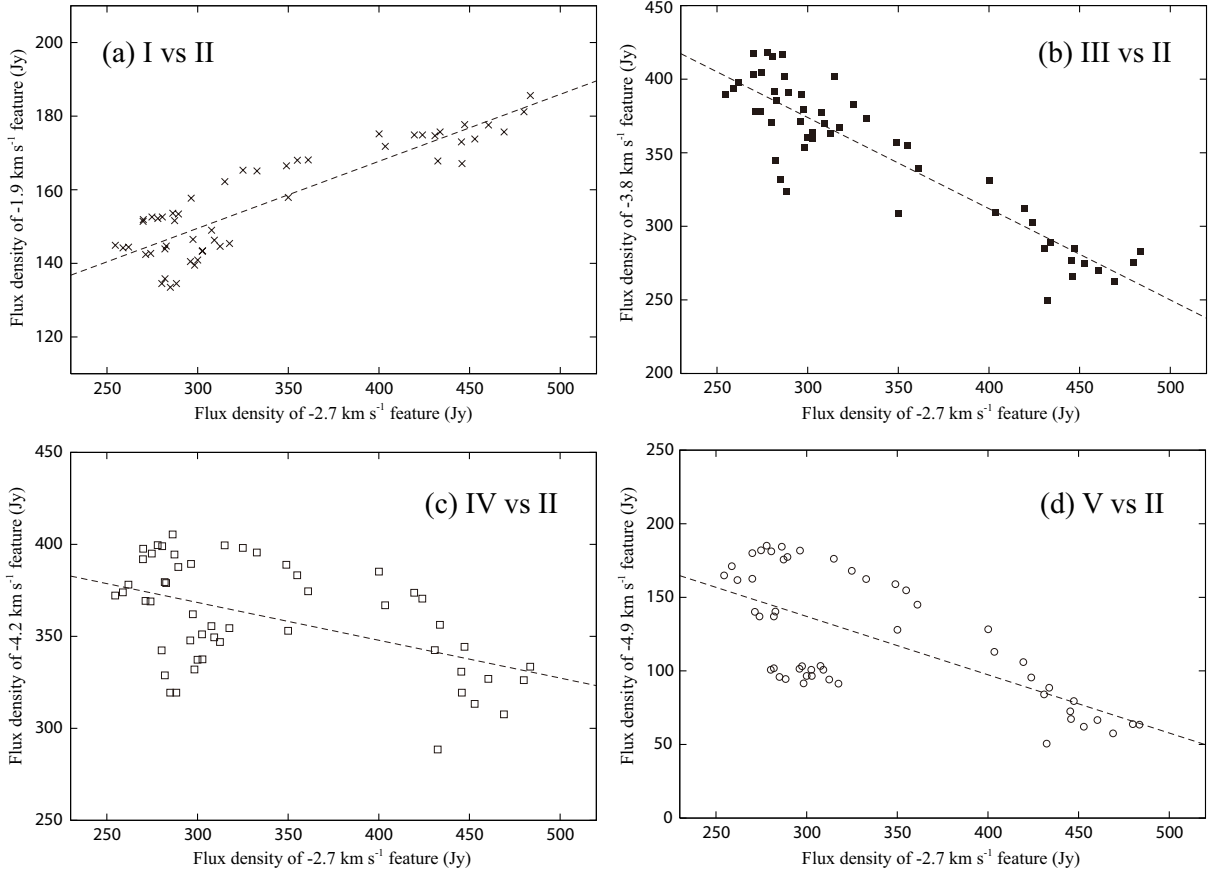 (a) I vs II
200
180
160
140
120
250 300 350 400 450 500
Flux density of -1.9 km s⁻¹ feature (Jy)
Flux density of -2.7 km s⁻¹ feature (Jy)
(b) III vs II
450
400
350
300
250
200
250 300 350 400 450 500
Flux density of -3.8 km s⁻¹ feature (Jy)
Flux density of -2.7 km s⁻¹ feature (Jy)
(c) IV vs II
450
400
350
300
250
250 300 350 400 450 500
Flux density of -4.2 km s⁻¹ feature (Jy)
Flux density of -2.7 km s⁻¹ feature (Jy)
(d) V vs II
250
200
150
100
50
0
250 300 350 400 450 500
Flux density of -4.9 km s⁻¹ feature (Jy)
Flux density of -2.7 km s⁻¹ feature (Jy)